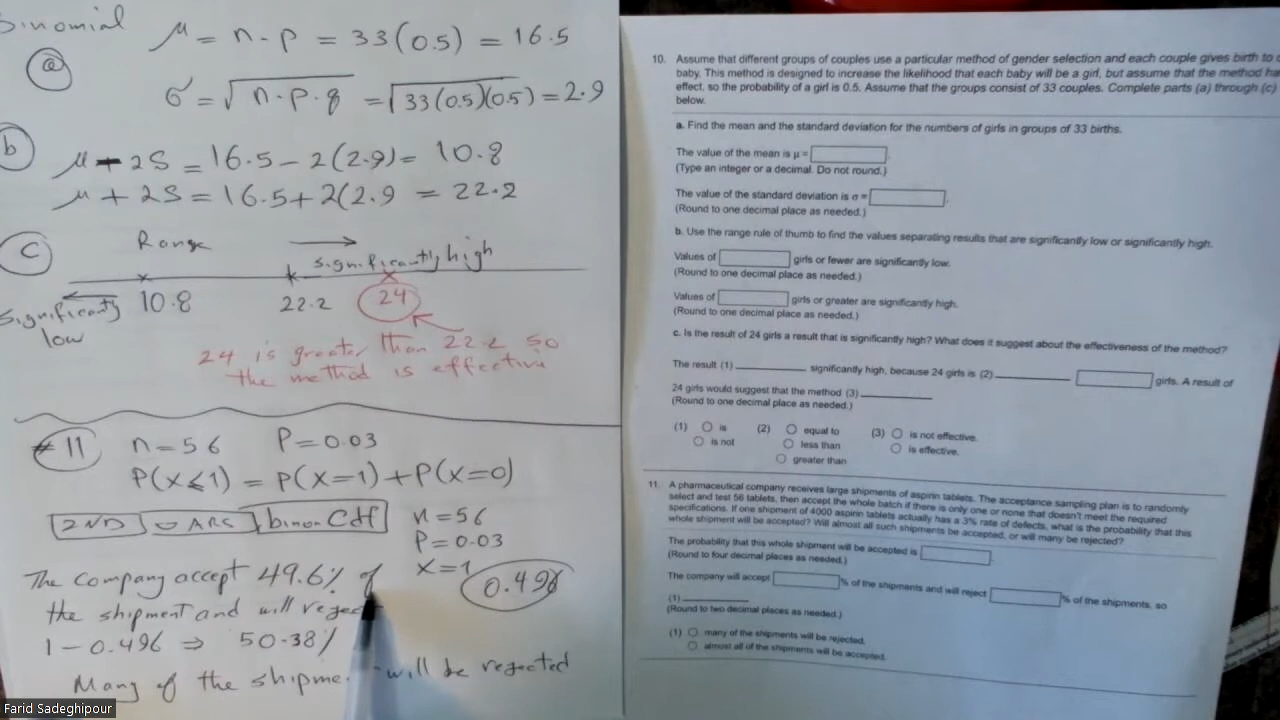 Binomial
μ = n - p = 33(0.5) = 16.5
(a)
σ = √n·p·q = √33(0.5)(0.5) = 2.9
b
μ - 2S = 16.5 - 2(2.9) = 10.8
μ + 2S = 16.5 + 2(2.9 = 22.2
C
Range
significantly high
10.8 22.2 24
Significantly
low
24 is greater than 22.2 so
the method is effective
#11 n = 56 P = 0.03
P(x ≤ 1) = P(x = 1) + P(x = 0)
2ND VARS binom Cdf
n = 56
P = 0.03
x = 1
0.496
The Company accept 49.6% of
the shipment and will reject
1 - 0.496 ⇒ 50.38%
Many of the shipme will be rejected
Farid Sadeghipour
10. Assume that different groups of couples use a particular method of gender selection and each couple gives birth to
baby. This method is designed to increase the likelihood that each baby will be a girl, but assume that the method ha
effect, so the probability of a girl is 0.5. Assume that the groups consist of 33 couples. Complete parts (a) through (c)
below.
a. Find the mean and the standard deviation for the numbers of girls in groups of 33 births.
The value of the mean is μ = .
(Type an integer or a decimal. Do not round.)
The value of the standard deviation is σ = .
(Round to one decimal place as needed.)
b. Use the range rule of thumb to find the values separating results that are significantly low or significantly high.
Values of girls or fewer are significantly low.
(Round to one decimal place as needed.)
Values of girls or greater are significantly high.
(Round to one decimal place as needed.)
c. Is the result of 24 girls a result that is significantly high? What does it suggest about the effectiveness of the method?
The result (1) significantly high, because 24 girls is (2) girls. A result of
24 girls would suggest that the method (3)
(Round to one decimal place as needed.)
(1) is (2) equal to (3) is not effective.
is not less than is effective.
greater than
11. A pharmaceutical company receives large shipments of aspirin tablets. The acceptance sampling plan is to randomly
select and test 56 tablets, then accept the whole batch if there is only one or none that doesn't meet the required
specifications. If one shipment of 4000 aspirin tablets actually has a 3% rate of defects, what is the probability that this
whole shipment will be accepted? Will almost all such shipments be accepted, or will many be rejected?
The probability that this whole shipment will be accepted is .
(Round to four decimal places as needed.)
The company will accept % of the shipments and will reject % of the shipments, so
(1)
(Round to two decimal places as needed.)
(1) many of the shipments will be rejected.
almost all of the shipments will be accepted.